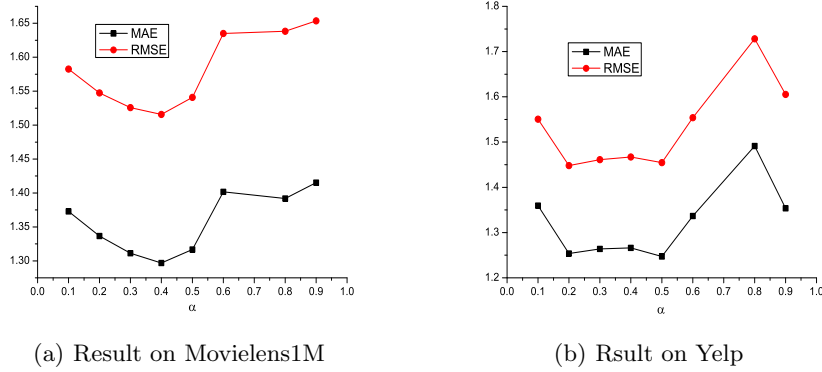 1.65
1.60
1.55
1.50
1.45
1.40
1.35
1.30
MAE
RMSE
0.0 0.1 0.2 0.3 0.4 0.5 0.6 0.7 0.8 0.9 1.0
α
(a) Result on Movielens1M
1.8
1.7
1.6
1.5
1.4
1.3
1.2
MAE
RMSE
0.0 0.1 0.2 0.3 0.4 0.5 0.6 0.7 0.8 0.9 1.0
α
(b) Rsult on Yelp